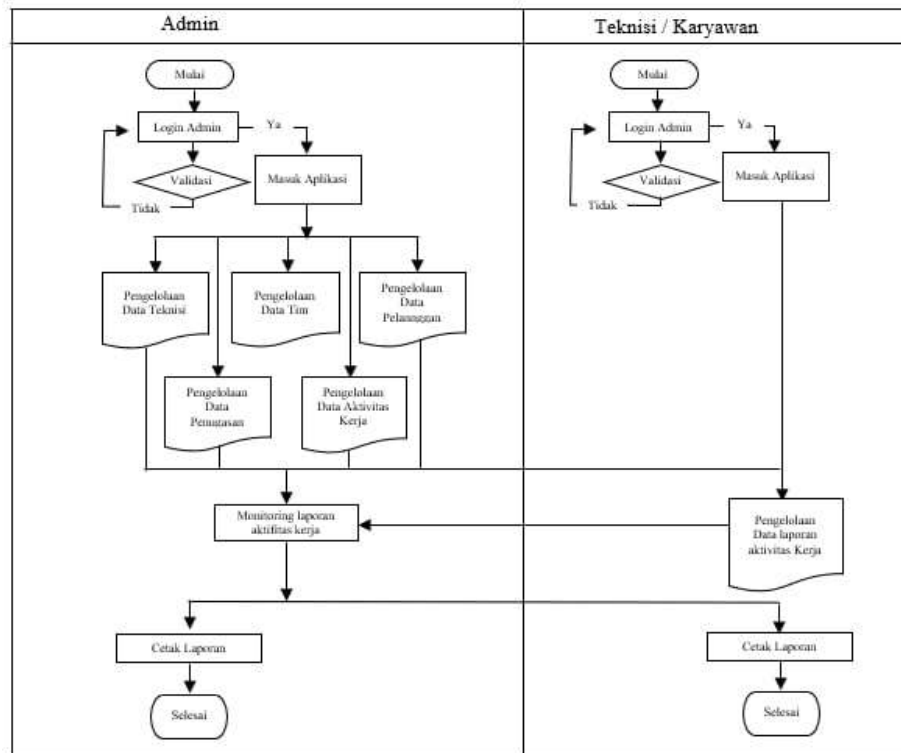 Admin
Teknisi / Karyawan
Mulai
Login Admin
Ya
Validasi
Tidak
Masuk Aplikasi
Mulai
Login Admin
Ya
Validasi
Tidak
Masuk Aplikasi
Pengelolaan
Data Teknisi
Pengelolaan
Data Tim
Pengelolaan
Data
Pelannggan
Pengelolaan
Data
Penugasan
Pengelolaan
Data Aktivitas
Kerja
Monitoring laporan
aktifitas kerja
Pengelolaan
Data laporan
aktivitas Kerja
Cetak Laporan
Cetak Laporan
Selesai
Selesai